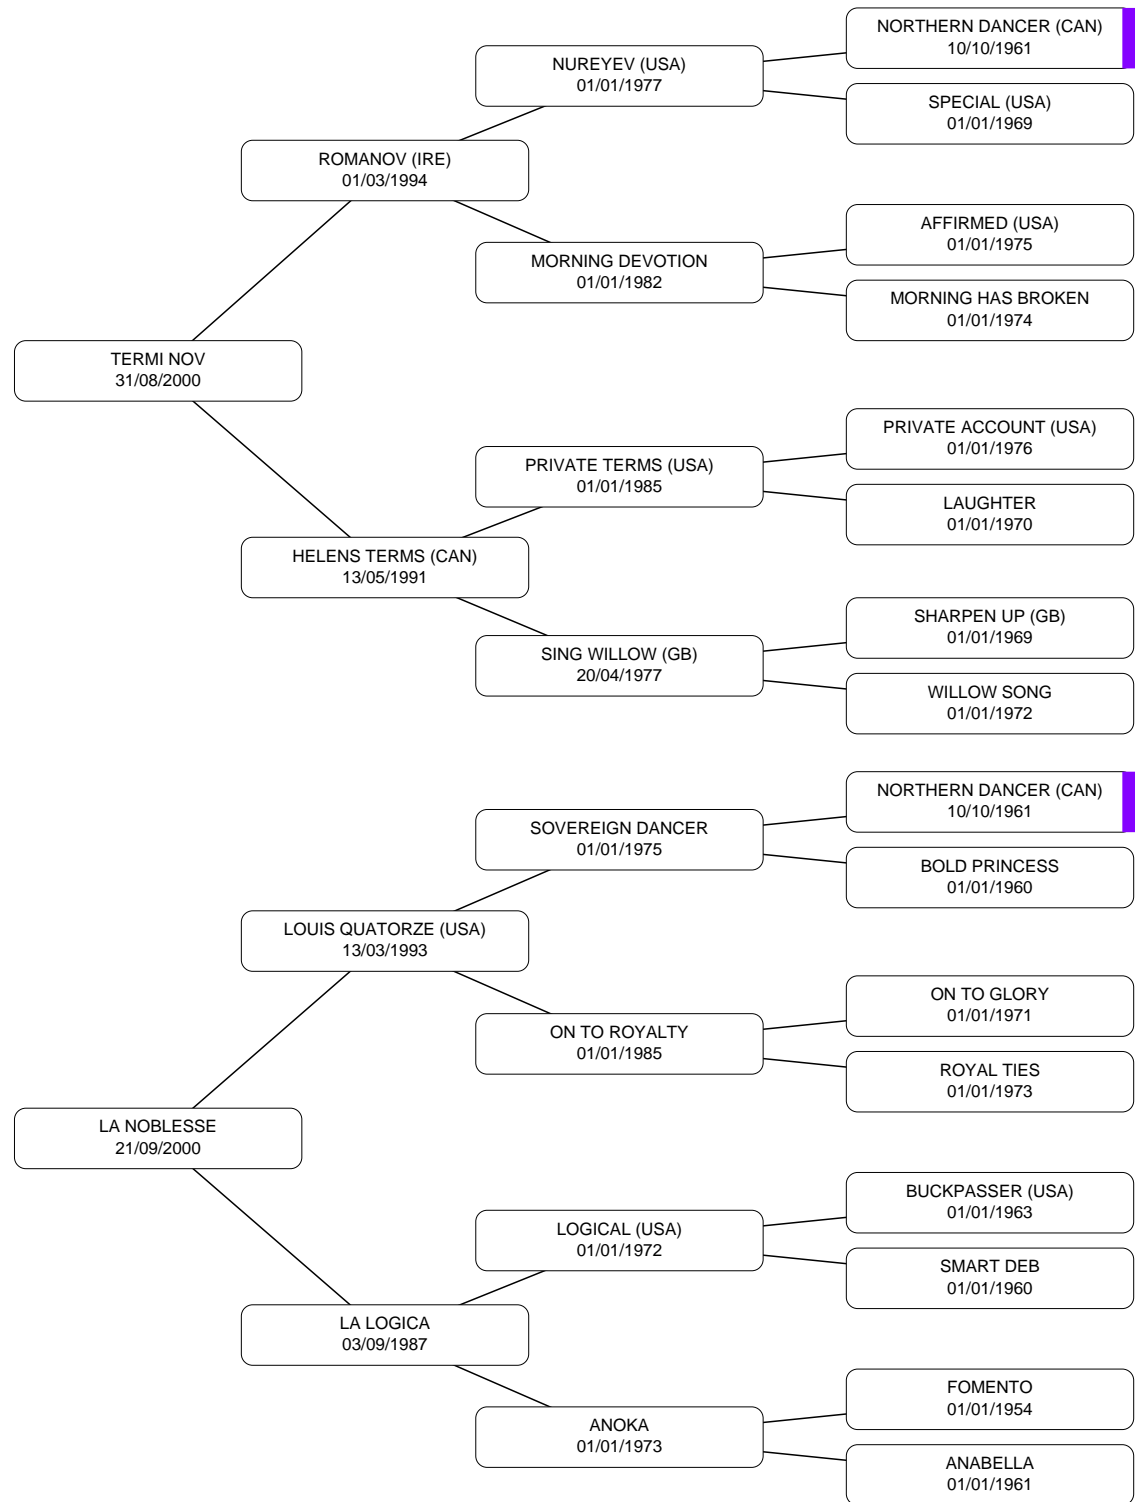 NORTHERN DANCER (CAN)
10/10/1961
NUREYEV (USA)
01/01/1977
SPECIAL (USA)
01/01/1969
ROMANOV (IRE)
01/03/1994
AFFIRMED (USA)
01/01/1975
MORNING DEVOTION
01/01/1982
MORNING HAS BROKEN
01/01/1974
TERMI NOV
31/08/2000
PRIVATE ACCOUNT (USA)
01/01/1976
PRIVATE TERMS (USA)
01/01/1985
LAUGHTER
01/01/1970
HELENS TERMS (CAN)
13/05/1991
SHARPEN UP (GB)
01/01/1969
SING WILLOW (GB)
20/04/1977
WILLOW SONG
01/01/1972
NORTHERN DANCER (CAN)
10/10/1961
SOVEREIGN DANCER
01/01/1975
BOLD PRINCESS
01/01/1960
LOUIS QUATORZE (USA)
13/03/1993
ON TO GLORY
01/01/1971
ON TO ROYALTY
01/01/1985
ROYAL TIES
01/01/1973
LA NOBLESSE
21/09/2000
BUCKPASSER (USA)
01/01/1963
LOGICAL (USA)
01/01/1972
SMART DEB
01/01/1960
LA LOGICA
03/09/1987
FOMENTO
01/01/1954
ANOKA
01/01/1973
ANABELLA
01/01/1961